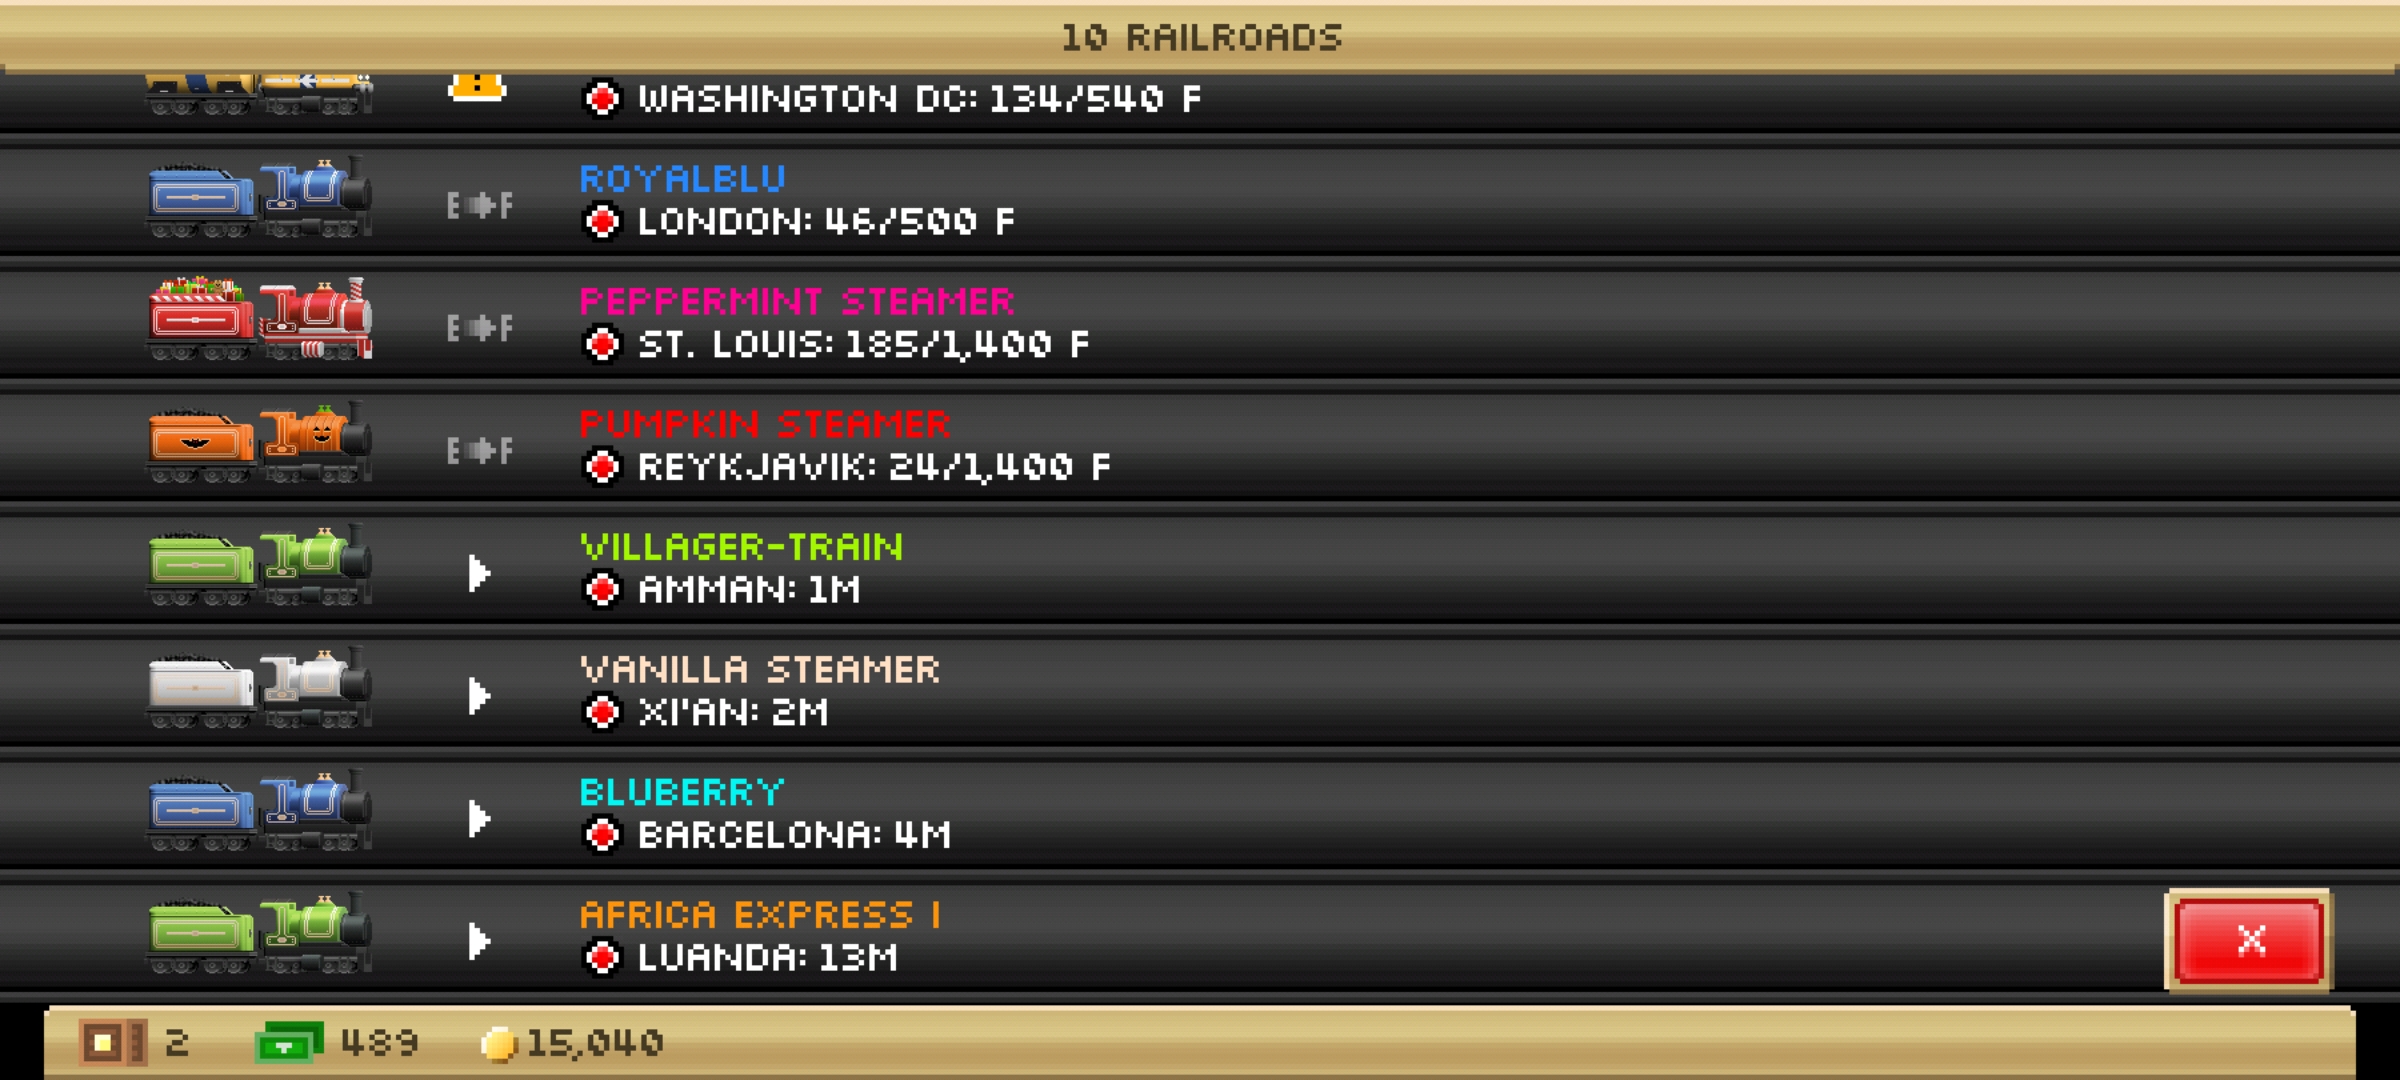 10 RAILROADS
WASHINGTON DC: 134/540 F
ROYALBLU
E F
LONDON: 46/500 F
PEPPERMINT STEAMER
E F
ST. LOUIS: 185/1,400 F
PUMPKIN STEAMER
E F
REYKJAVIK: 24/1,400 F
VILLAGER-TRAIN
AMMAN: 1M
VANILLA STEAMER
XI'AN: 2M
BLUBERRY
BARCELONA: 4M
AFRICA EXPRESS I
LUANDA: 13M
X
2 489 15,040